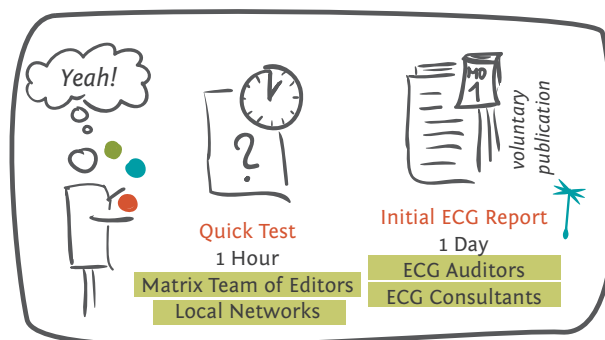 Yeah!
?
Quick Test
1 Hour
Matrix Team of Editors
Local Networks
MO
1
voluntary
publication
Initial ECG Report
1 Day
ECG Auditors
ECG Consultants